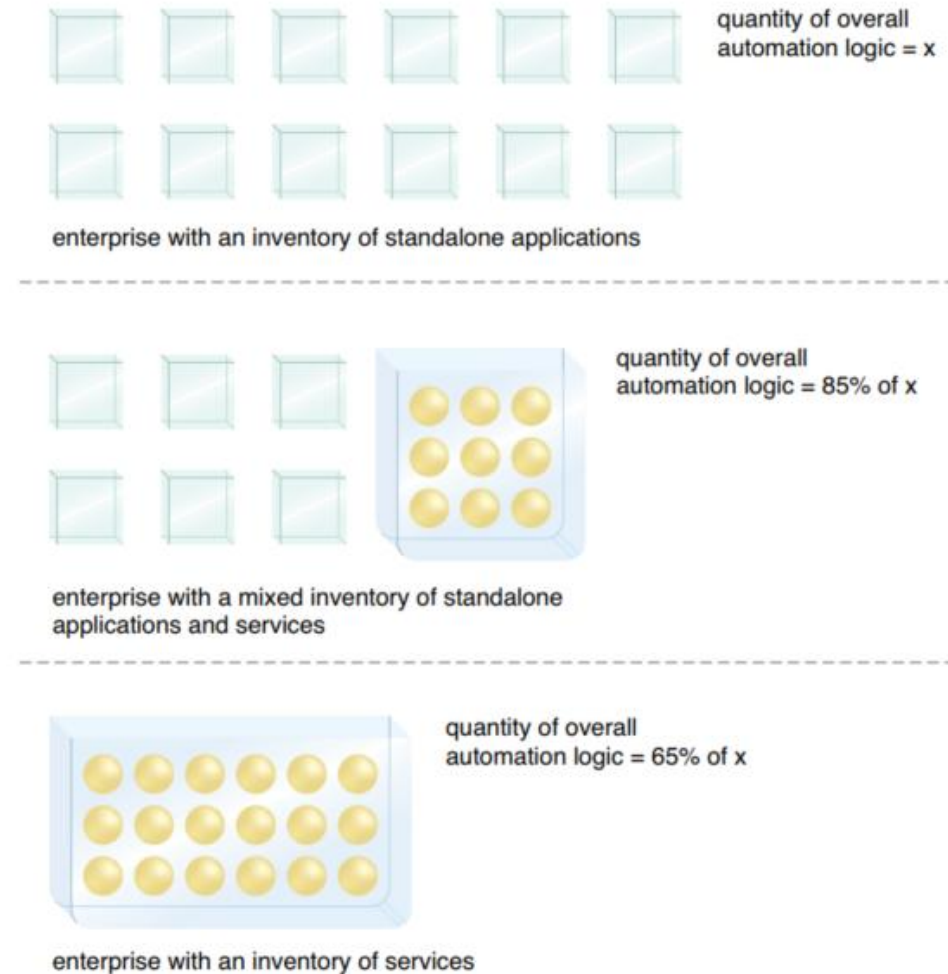 quantity of overall
automation logic = x
enterprise with an inventory of standalone applications
quantity of overall
automation logic = 85% of x
enterprise with a mixed inventory of standalone
applications and services
quantity of overall
automation logic = 65% of x
enterprise with an inventory of services